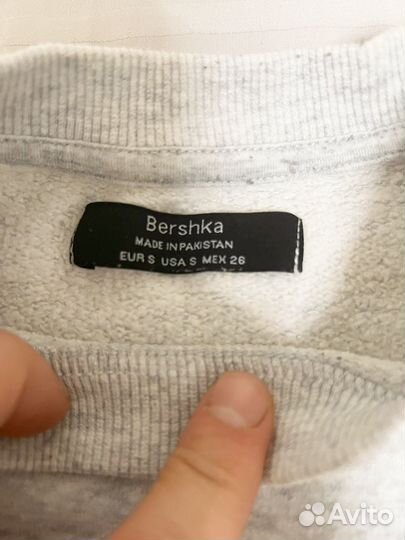 Bershka
MADE IN PAKISTAN
EUR S USA S MEX 26
Avito